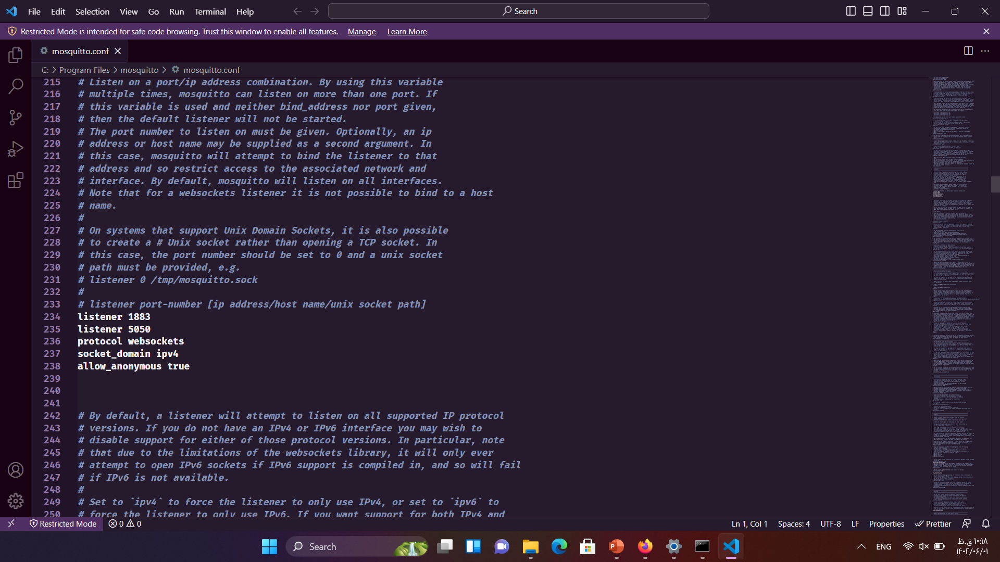 File Edit Selection View Go Run Terminal Help Search
Restricted Mode is intended for safe code browsing. Trust this window to enable all features. Manage Learn More
mosquitto.conf
C: > Program Files > mosquitto > mosquitto.conf
215 # Listen on a port/ip address combination. By using this variable
216 # multiple times, mosquitto can listen on more than one port. If
217 # this variable is used and neither bind_address nor port given,
218 # then the default listener will not be started.
219 # The port number to listen on must be given. Optionally, an ip
220 # address or host name may be supplied as a second argument. In
221 # this case, mosquitto will attempt to bind the listener to that
222 # address and so restrict access to the associated network and
223 # interface. By default, mosquitto will listen on all interfaces.
224 # Note that for a websockets listener it is not possible to bind to a host
225 # name.
226 #
227 # On systems that support Unix Domain Sockets, it is also possible
228 # to create a # Unix socket rather than opening a TCP socket. In
229 # this case, the port number should be set to 0 and a unix socket
230 # path must be provided, e.g.
231 # listener 0 /tmp/mosquitto.sock
232 #
233 # listener port-number [ip address/host name/unix socket path]
234 listener 1883
235 listener 5050
236 protocol websockets
237 socket_domain ipv4
238 allow_anonymous true
239
240
241
242 # By default, a listener will attempt to listen on all supported IP protocol
243 # versions. If you do not have an IPv4 or IPv6 interface you may wish to
244 # disable support for either of those protocol versions. In particular, note
245 # that due to the limitations of the websockets library, it will only ever
246 # attempt to open IPv6 sockets if IPv6 support is compiled in, and so will fail
247 # if IPv6 is not available.
248 #
249 # Set to `ipv4` to force the listener to only use IPv4, or set to `ipv6` to
250 # force the listener to only use IPv6. If you want support for both IPv4 and
Restricted Mode 0 0 Ln 1, Col 1 Spaces: 4 UTF-8 LF Properties Prettier
Search ENG ۱۰:۱۸ ق.ظ
۱۴۰۲/۰۶/۰۱